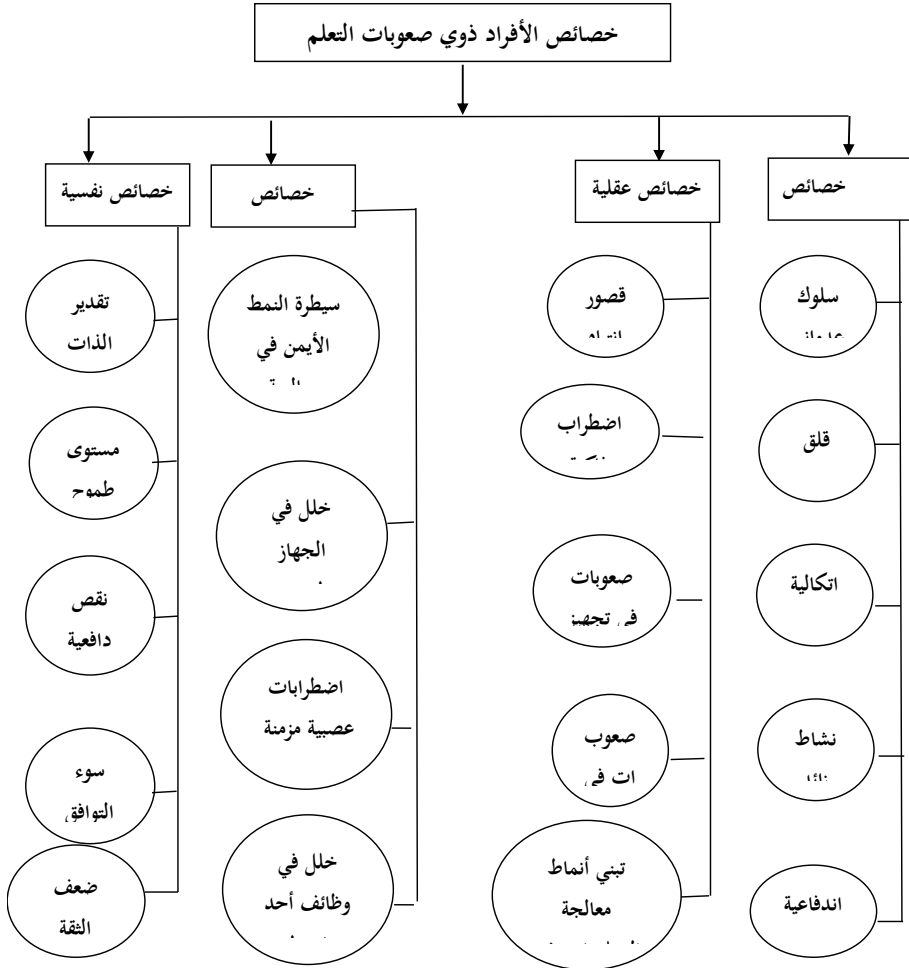 خصائص الأفراد ذوي صعوبات التعلم
خصائص
خصائص عقلية
خصائص
خصائص نفسية
سلوك
قلق
اتكالية
نشاط
اندفاعية
قصور
اضطراب
صعوبات
في تجهيز
صعوب
ات في
تبني أنماط
معالجة
سيطرة النمط
الأيمن في
خلل في
الجهاز
اضطرابات
عصبية مزمنة
خلل في
وظائف أحد
تقدير
الذات
مستوى
طموح
نقص
دافعية
سوء
التوافق
ضعف
الثقة